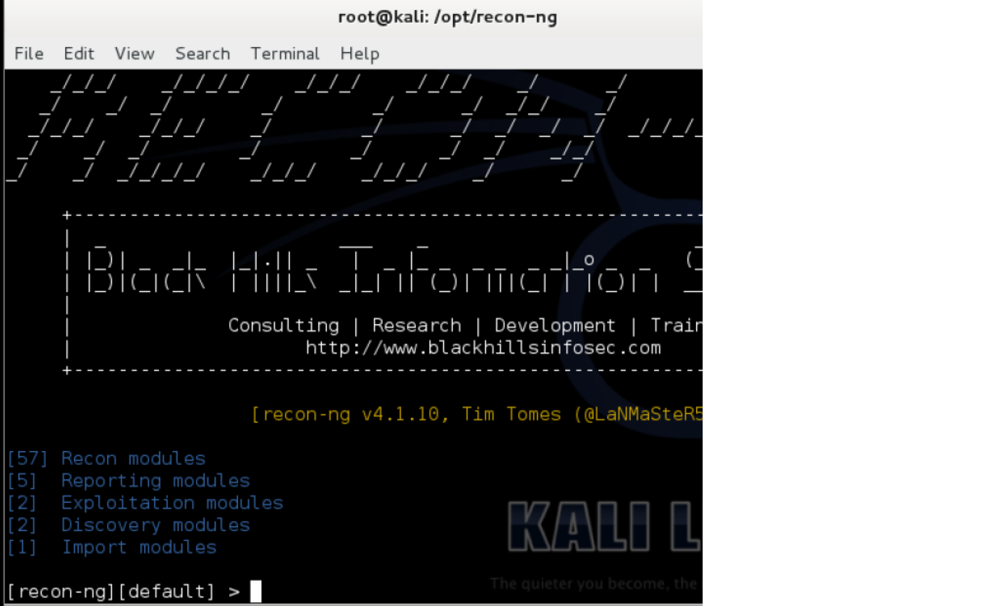 root@kali: /opt/recon-ng
File Edit View Search Terminal Help
RECON
Black Hills Information
Consulting | Research | Development | Train
http://www.blackhillsinfosec.com
[recon-ng v4.1.10, Tim Tomes (@LaNMaSteR5
[57] Recon modules
[5] Reporting modules
[2] Exploitation modules
[2] Discovery modules
[1] Import modules
KALI L
The quieter you become, the
[recon-ng][default] >